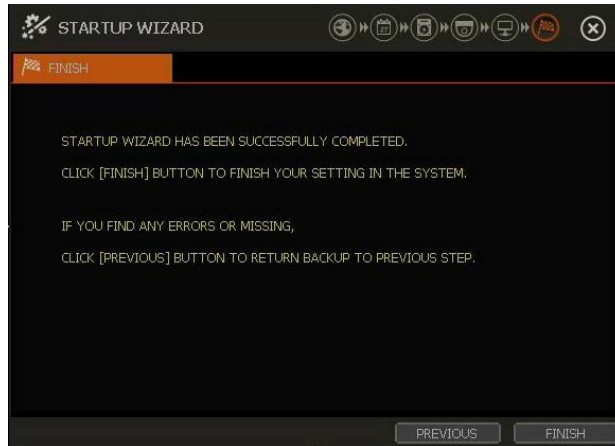 STARTUP WIZARD
27
FINISH
STARTUP WIZARD HAS BEEN SUCCESSFULLY COMPLETED.
CLICK [FINISH] BUTTON TO FINISH YOUR SETTING IN THE SYSTEM.
IF YOU FIND ANY ERRORS OR MISSING,
CLICK [PREVIOUS] BUTTON TO RETURN BACKUP TO PREVIOUS STEP.
PREVIOUS FINISH